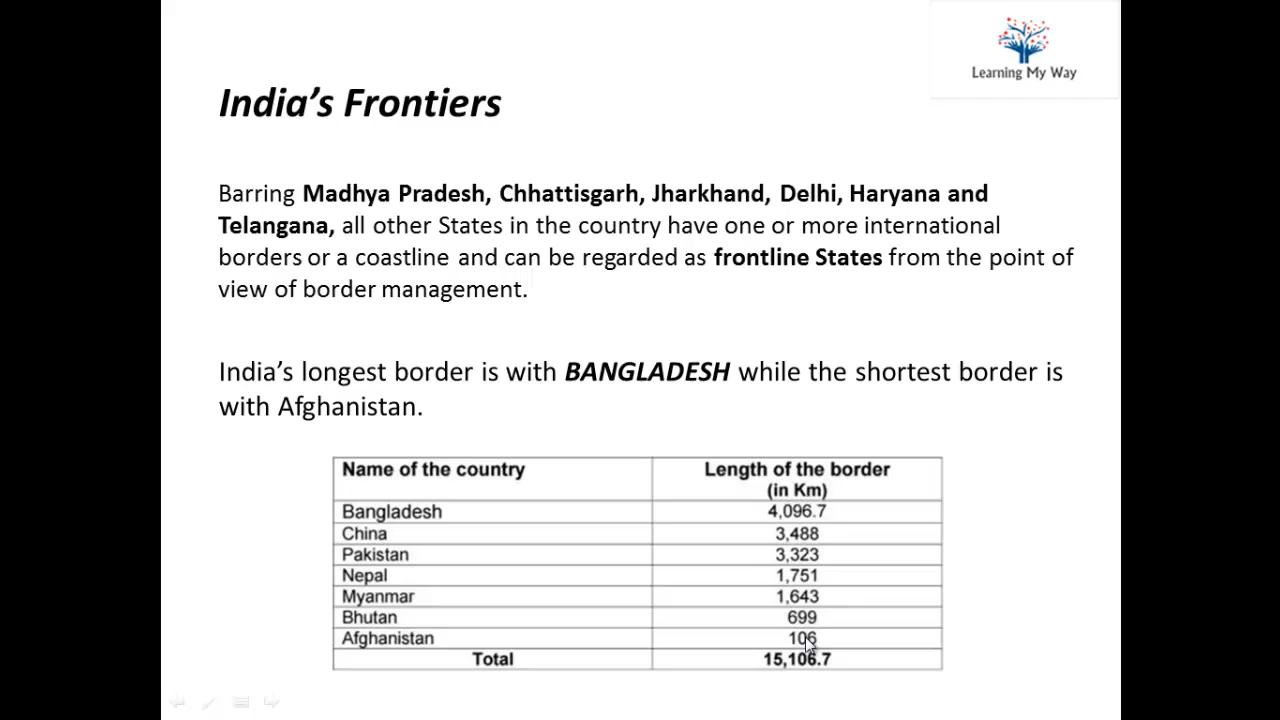 Learning My Way
India’s Frontiers
Barring Madhya Pradesh, Chhattisgarh, Jharkhand, Delhi, Haryana and
Telangana, all other States in the country have one or more international
borders or a coastline and can be regarded as frontline States from the point of
view of border management.
India’s longest border is with BANGLADESH while the shortest border is
with Afghanistan.
Name of the country Length of the border
(in Km)
Bangladesh 4,096.7
China 3,488
Pakistan 3,323
Nepal 1,751
Myanmar 1,643
Bhutan 699
Afghanistan 106
Total 15,106.7